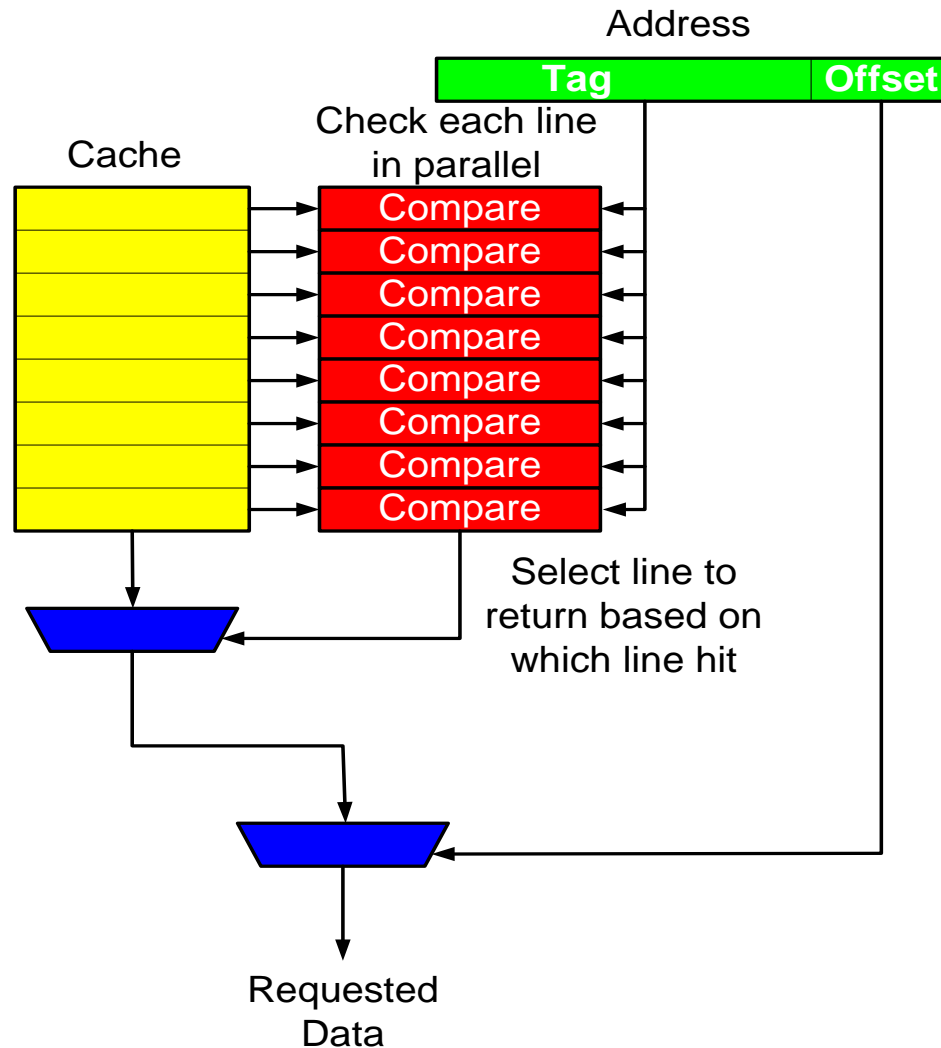 Address
Tag Offset
Check each line
in parallel
Cache
Compare
Compare
Compare
Compare
Compare
Compare
Compare
Compare
Select line to
return based on
which line hit
Requested
Data